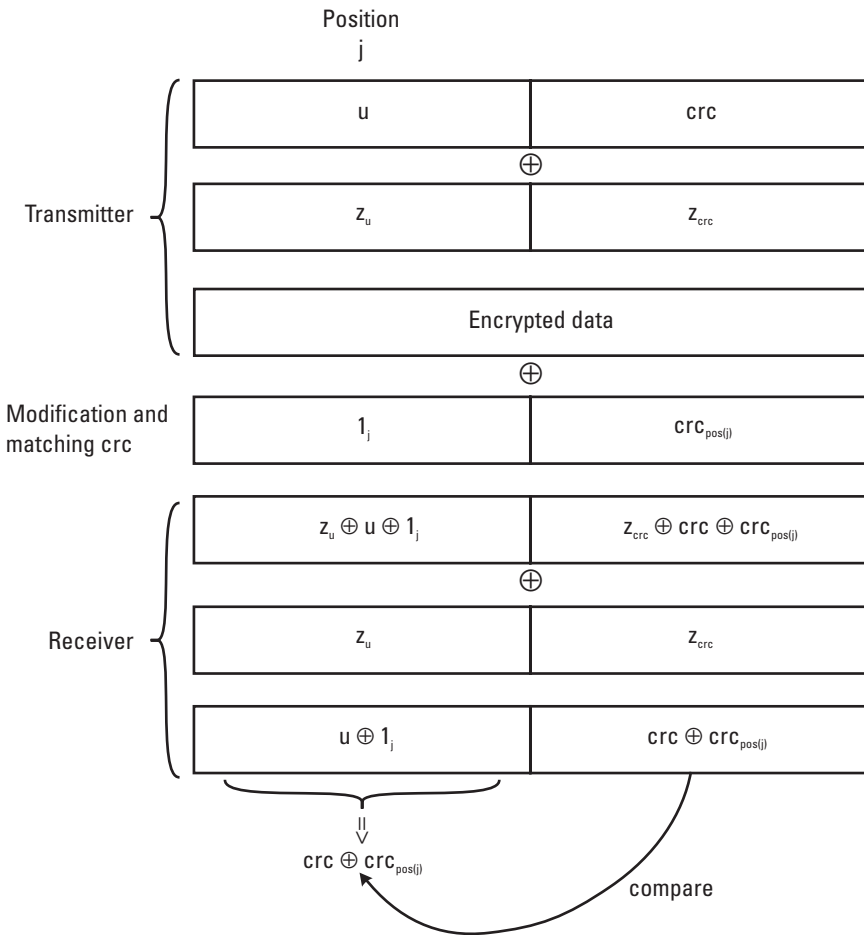 Position
j
u crc
⊕
Transmitter
z_u z_crc
Encrypted data
⊕
Modification and
matching crc
1_j crc_pos(j)
z_u ⊕ u ⊕ 1_j z_crc ⊕ crc ⊕ crc_pos(j)
⊕
Receiver
z_u z_crc
u ⊕ 1_j crc ⊕ crc_pos(j)
=>
crc ⊕ crc_pos(j)
compare